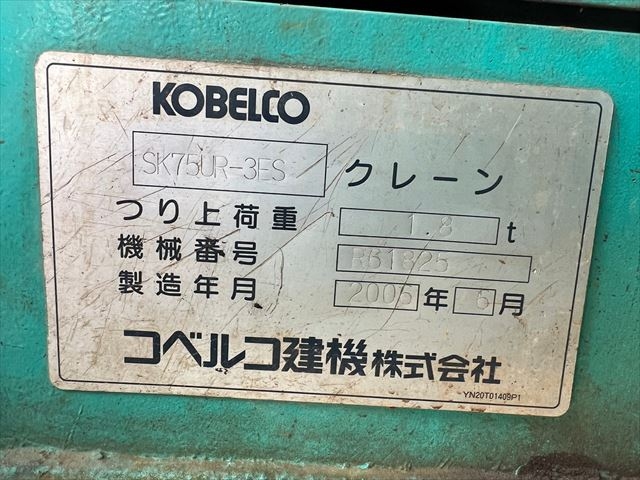 KOBELCO
SK75UR-3ES クレーン
つり上荷重 1.8 t
機械番号
製造年月 2005 年 6 月
コベルコ建機株式会社
YN20T01409P1